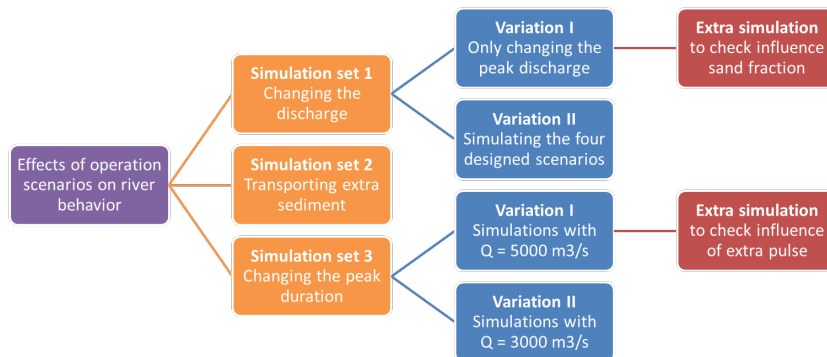 Effects of operation
scenarios on river
behavior
Simulation set 1
Changing the
discharge
Simulation set 2
Transporting extra
sediment
Simulation set 3
Changing the peak
duration
Variation I
Only changing the
peak discharge
Variation II
Simulating the four
designed scenarios
Variation I
Simulations with
Q = 5000 m3/s
Variation II
Simulations with
Q = 3000 m3/s
Extra simulation
to check influence
sand fraction
Extra simulation
to check influence
of extra pulse